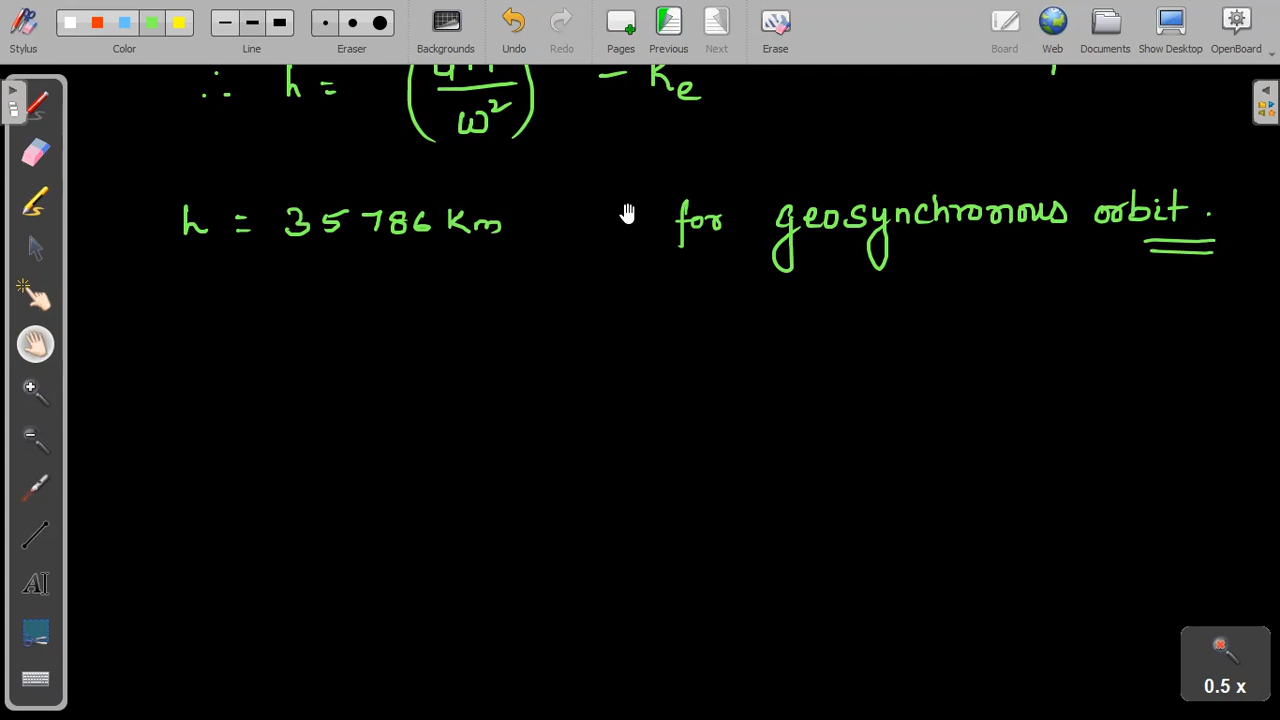 Stylus Color Line Eraser Backgrounds Undo Redo Pages Previous Next Erase Board Web Documents Show Desktop OpenBoard
∴ h = ( / ω²) - Re
h = 35786 Km for geosynchronous orbit.
AI
0.5 x